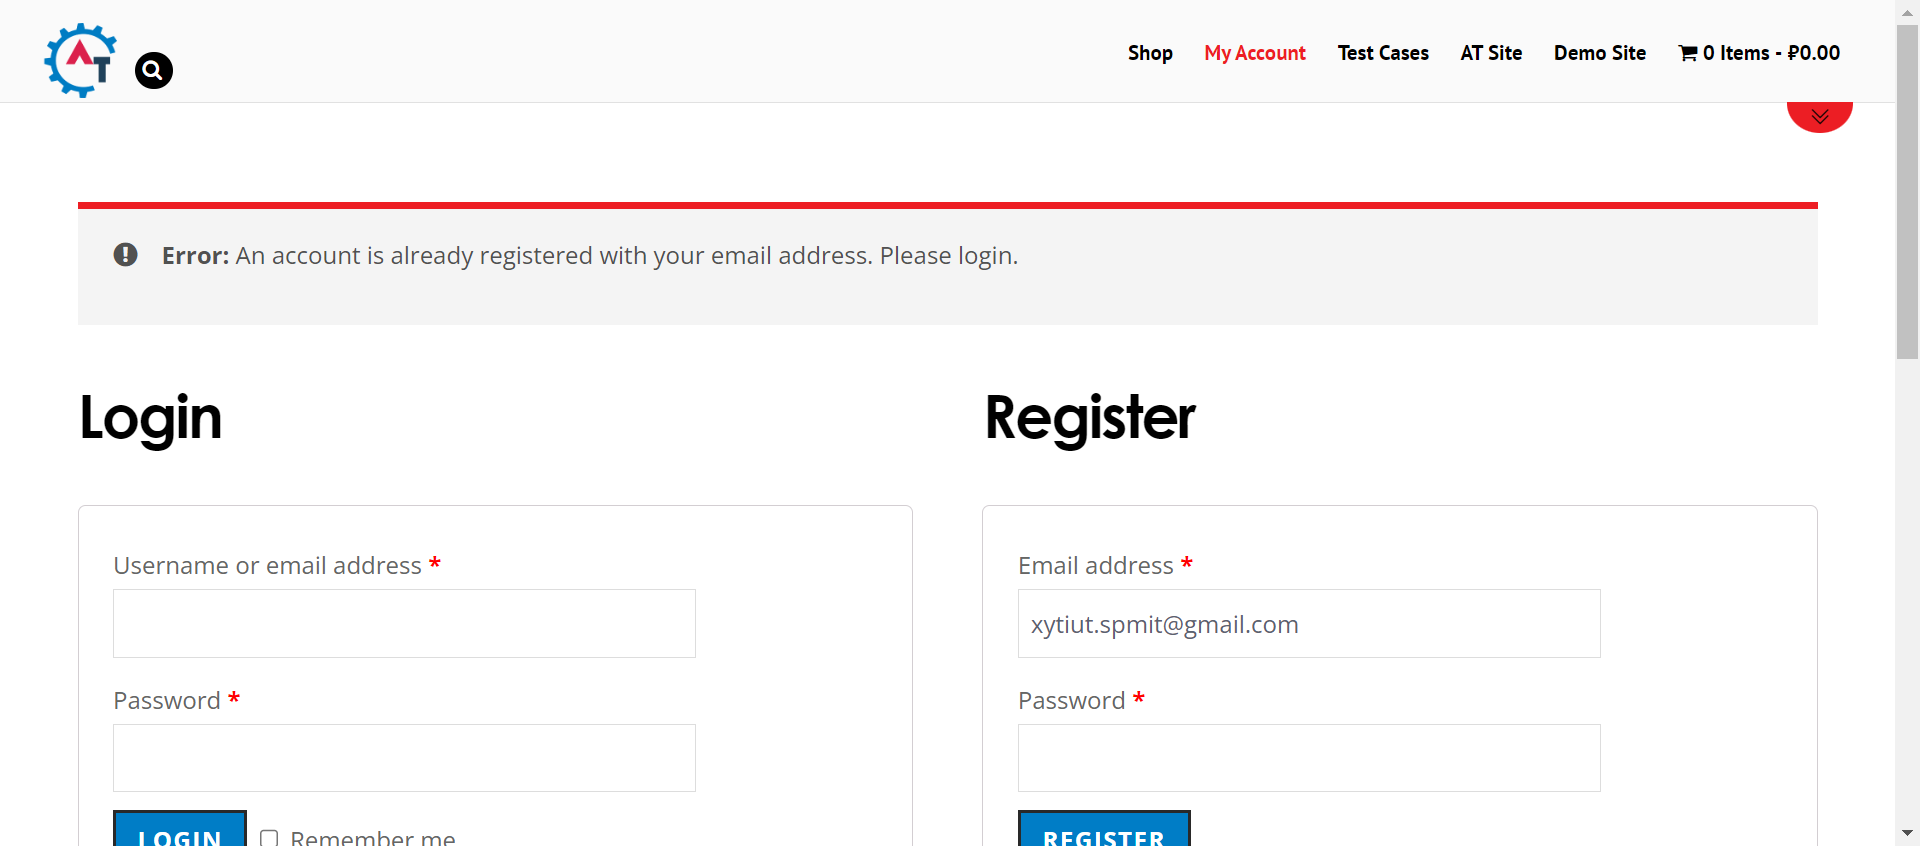 AT
Shop My Account Test Cases AT Site Demo Site 0 Items - ₽0.00
Error: An account is already registered with your email address. Please login.
Login
Register
Username or email address *
Password *
LOGIN Remember me
Email address *
xytiut.spmit@gmail.com
Password *
REGISTER